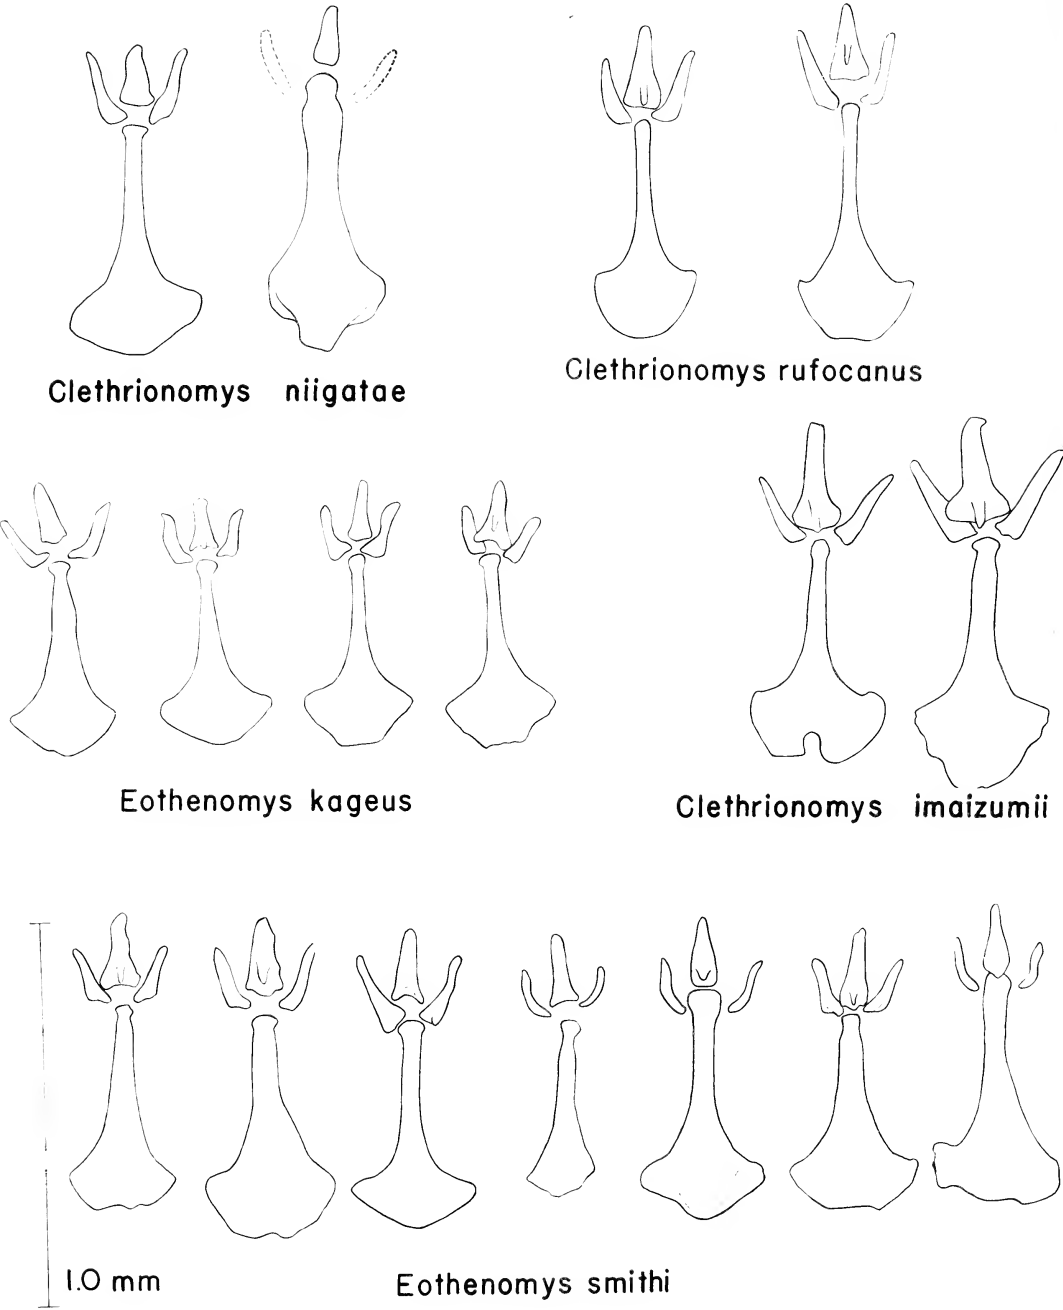 Clethrionomys niigatae
Clethrionomys rufocanus
Eothenomys kageus
Clethrionomys imaizumii
1.0 mm
Eothenomys smithi